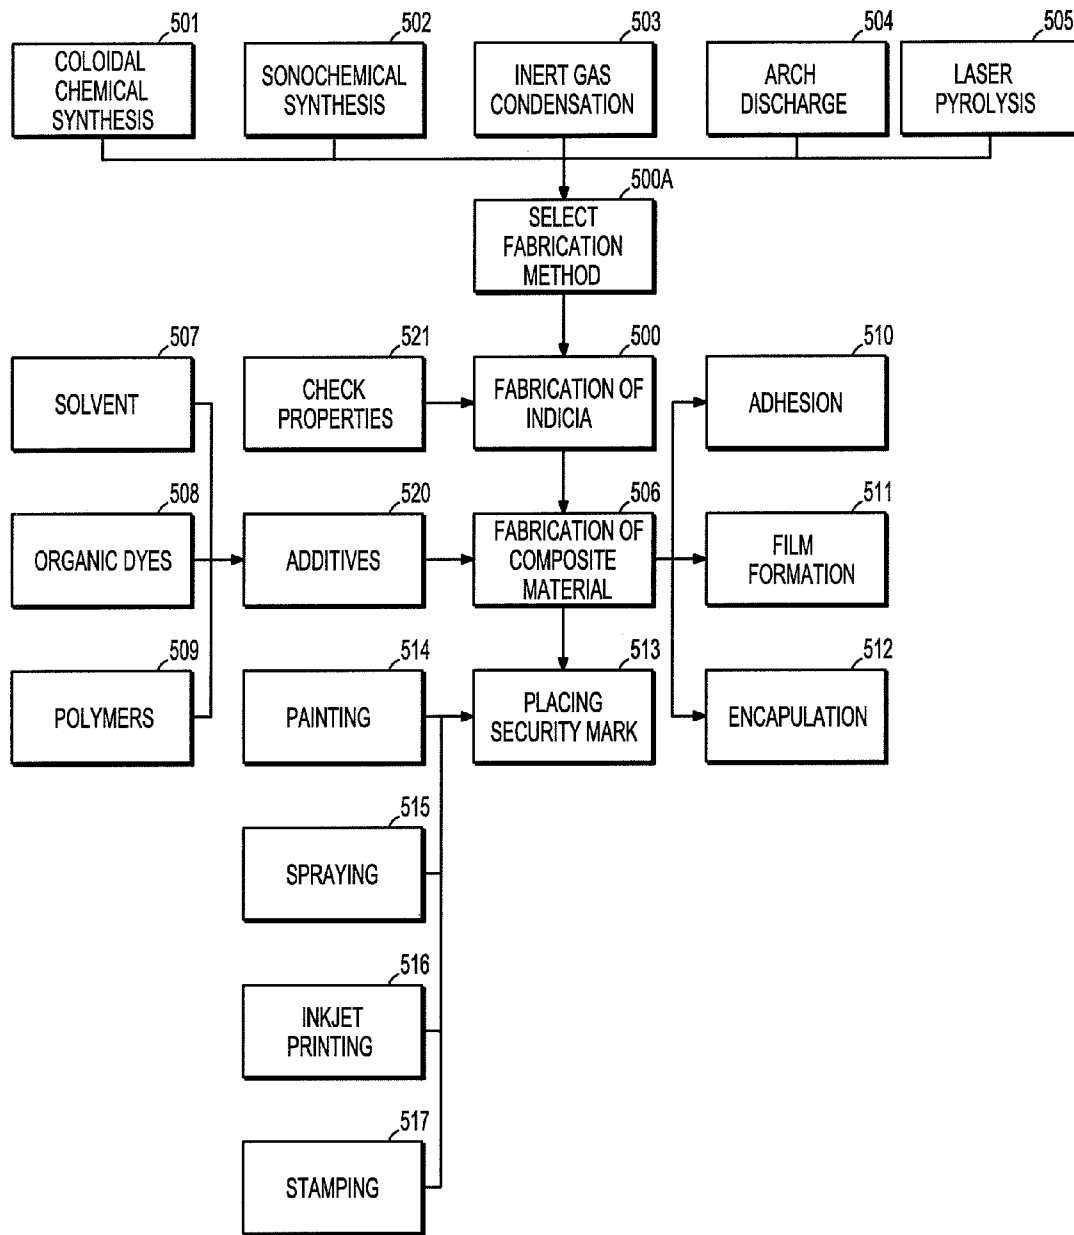 501
COLOIDAL
CHEMICAL
SYNTHESIS
502
SONOCHEMICAL
SYNTHESIS
503
INERT GAS
CONDENSATION
504
ARCH
DISCHARGE
505
LASER
PYROLYSIS
500A
SELECT
FABRICATION
METHOD
507
SOLVENT
521
CHECK
PROPERTIES
500
FABRICATION OF
INDICIA
510
ADHESION
508
ORGANIC DYES
520
ADDITIVES
506
FABRICATION OF
COMPOSITE
MATERIAL
511
FILM
FORMATION
509
POLYMERS
514
PAINTING
513
PLACING
SECURITY MARK
512
ENCAPULATION
515
SPRAYING
516
INKJET
PRINTING
517
STAMPING